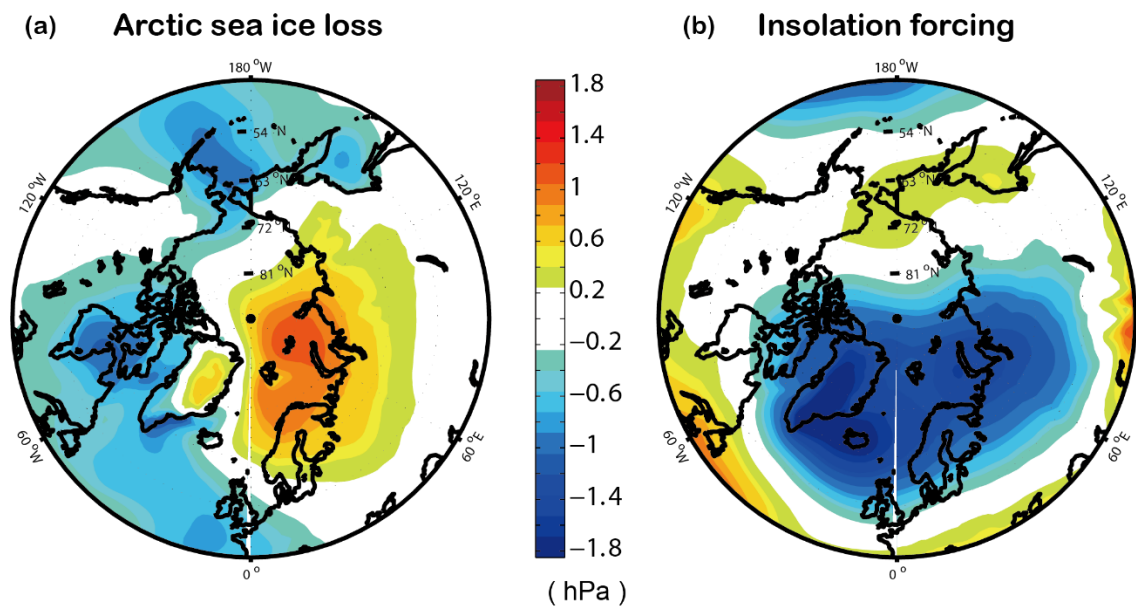 (a) Arctic sea ice loss
(b) Insolation forcing
180 °W
54 °N
63 °N
72 °N
81 °N
120 °W
120 °E
60 °W
60 °E
0 °
1.8
1.4
1
0.6
0.2
−0.2
−0.6
−1
−1.4
−1.8
( hPa )
180 °W
54 °N
63 °N
72 °N
81 °N
120 °W
120 °E
60 °W
60 °E
0 °